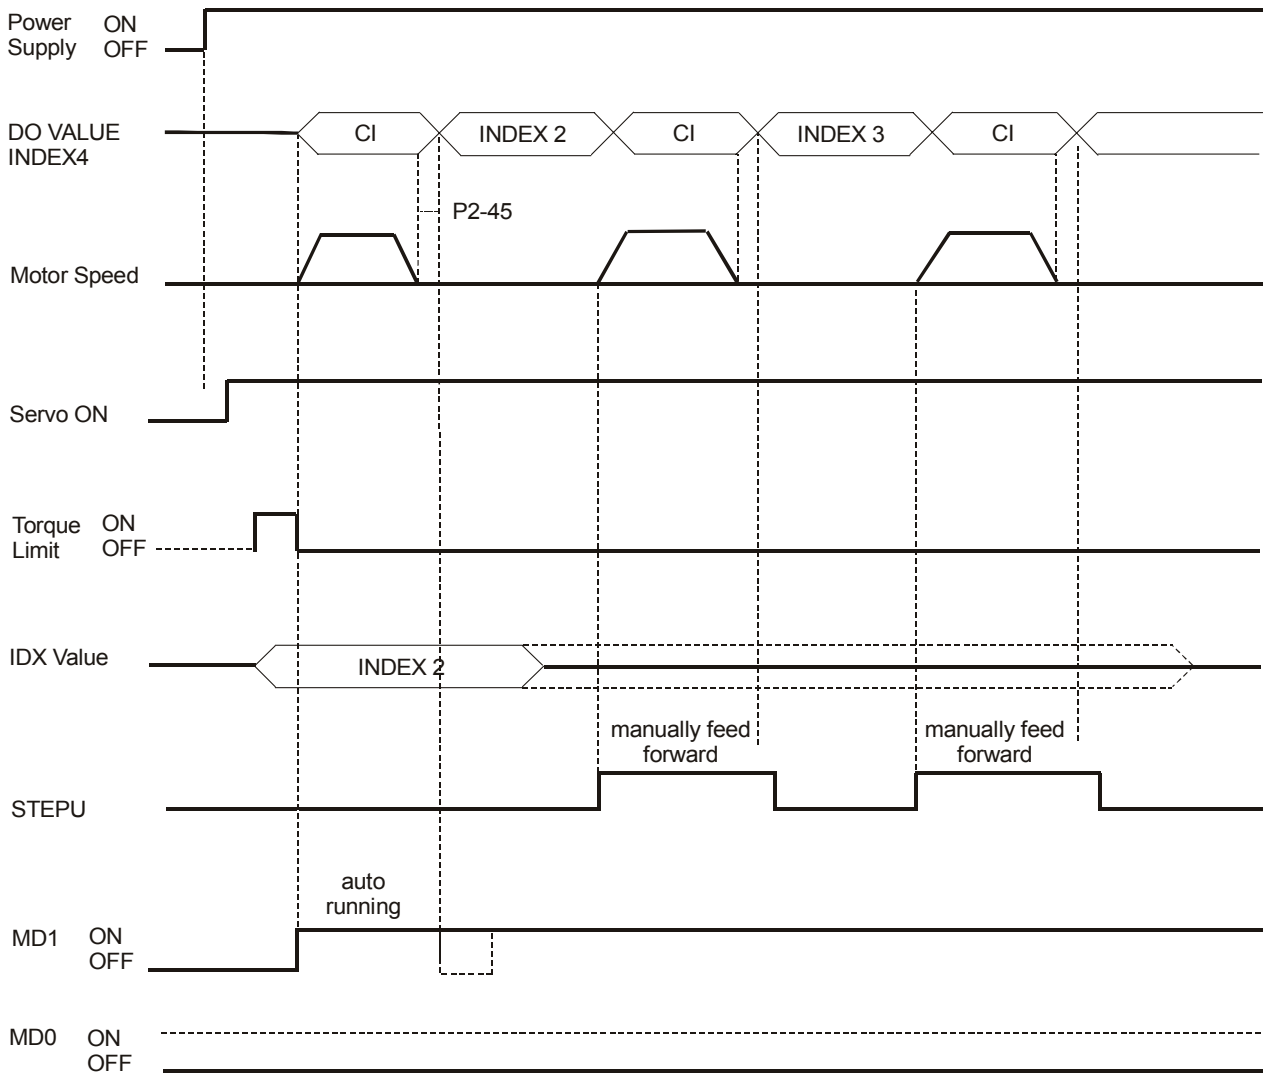 Power ON
Supply OFF
DO VALUE
INDEX4
CI
INDEX 2
CI
INDEX 3
CI
P2-45
Motor Speed
Servo ON
Torque ON
Limit OFF
IDX Value
INDEX 2
manually feed
forward
manually feed
forward
STEPU
auto
running
MD1 ON
OFF
MD0 ON
OFF